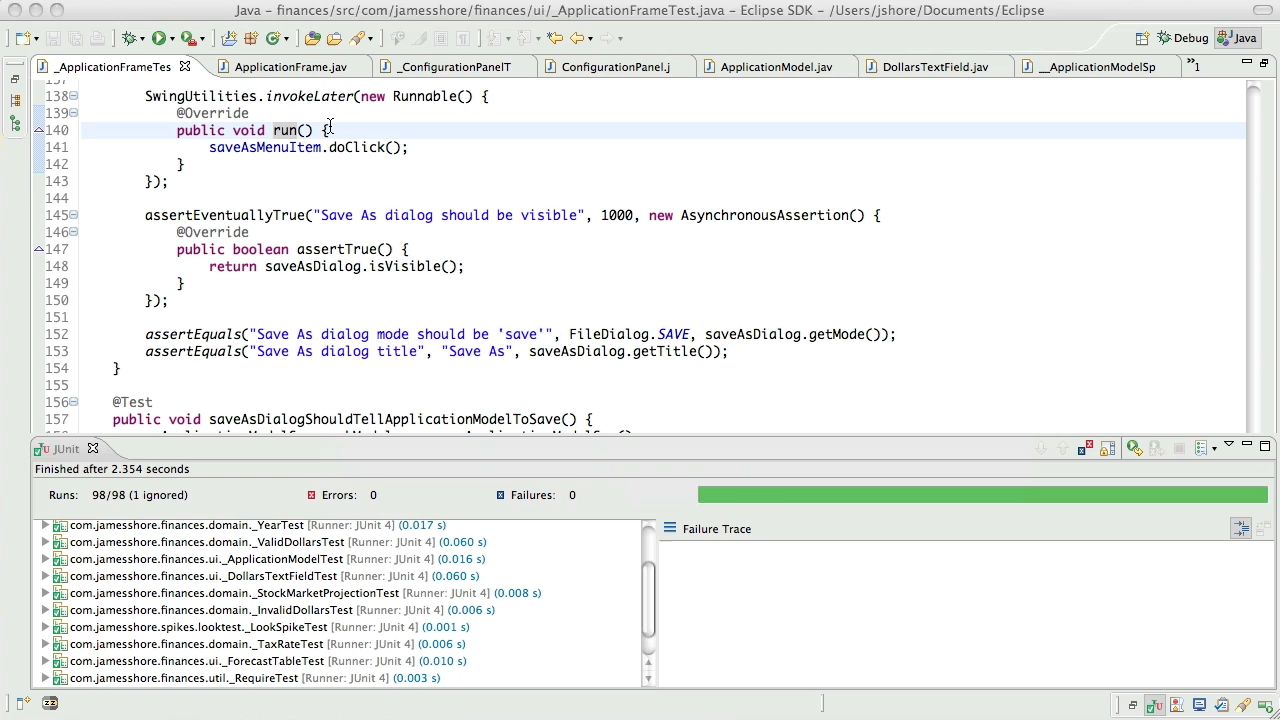 Java – finances/src/com/jamesshore/finances/ui/_ApplicationFrameTest.java – Eclipse SDK – /Users/jshore/Documents/Eclipse
Debug Java
_ApplicationFrameTes ApplicationFrame.jav _ConfigurationPanelT ConfigurationPanel.j ApplicationModel.jav DollarsTextField.jav __ApplicationModelSp 1
138 SwingUtilities.invokeLater(new Runnable() {
139 @Override
140 public void run() {
141 saveAsMenuItem.doClick();
142 }
143 });
144
145 assertEventuallyTrue("Save As dialog should be visible", 1000, new AsynchronousAssertion() {
146 @Override
147 public boolean assertTrue() {
148 return saveAsDialog.isVisible();
149 }
150 });
151
152 assertEquals("Save As dialog mode should be 'save'", FileDialog.SAVE, saveAsDialog.getMode());
153 assertEquals("Save As dialog title", "Save As", saveAsDialog.getTitle());
154 }
155
156 @Test
157 public void saveAsDialogShouldTellApplicationModelToSave() {
JUnit
Finished after 2.354 seconds
Runs: 98/98 (1 ignored) Errors: 0 Failures: 0
com.jamesshore.finances.domain._YearTest [Runner: JUnit 4] (0.017 s)
com.jamesshore.finances.domain._ValidDollarsTest [Runner: JUnit 4] (0.060 s)
com.jamesshore.finances.ui._ApplicationModelTest [Runner: JUnit 4] (0.016 s)
com.jamesshore.finances.ui._DollarsTextFieldTest [Runner: JUnit 4] (0.060 s)
com.jamesshore.finances.domain._StockMarketProjectionTest [Runner: JUnit 4] (0.008 s)
com.jamesshore.finances.domain._InvalidDollarsTest [Runner: JUnit 4] (0.006 s)
com.jamesshore.spikes.looktest._LookSpikeTest [Runner: JUnit 4] (0.001 s)
com.jamesshore.finances.domain._TaxRateTest [Runner: JUnit 4] (0.006 s)
com.jamesshore.finances.ui._ForecastTableTest [Runner: JUnit 4] (0.010 s)
com.jamesshore.finances.util._RequireTest [Runner: JUnit 4] (0.003 s)
Failure Trace